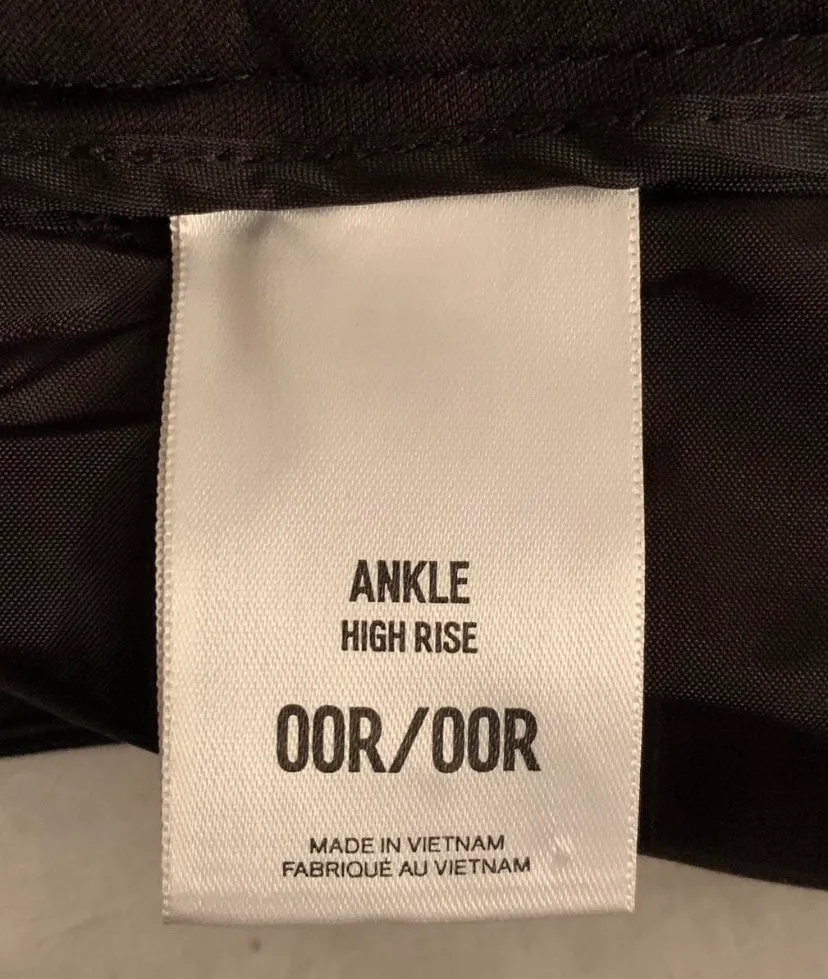 ANKLE
HIGH RISE
00R/00R
MADE IN VIETNAM
FABRIQUÉ AU VIETNAM